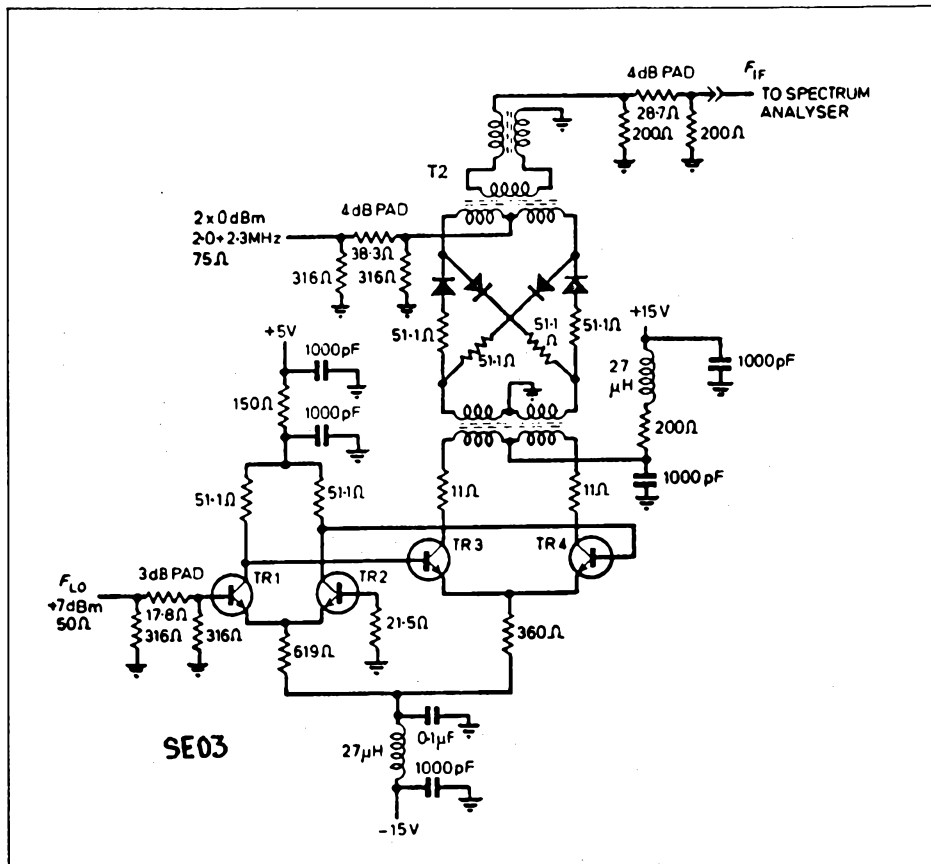 4dB PAD
F_IF
TO SPECTRUM
ANALYSER
28·7Ω
200Ω
200Ω
T2
2 x 0 dBm
2·0 + 2·3MHz
75Ω
4dB PAD
38·3Ω
316Ω
316Ω
51·1Ω
51·1Ω
51·1
Ω
51·1Ω
+15V
27
μH
1000pF
200Ω
1000pF
+5V
1000pF
150Ω
1000pF
51·1Ω
51·1Ω
11Ω
11Ω
TR3
TR4
F_LO
+7dBm
50Ω
3dB PAD
17·8Ω
316Ω
316Ω
TR1
TR2
21·5Ω
619Ω
360Ω
SE03
27μH
0·1μF
1000pF
-15V